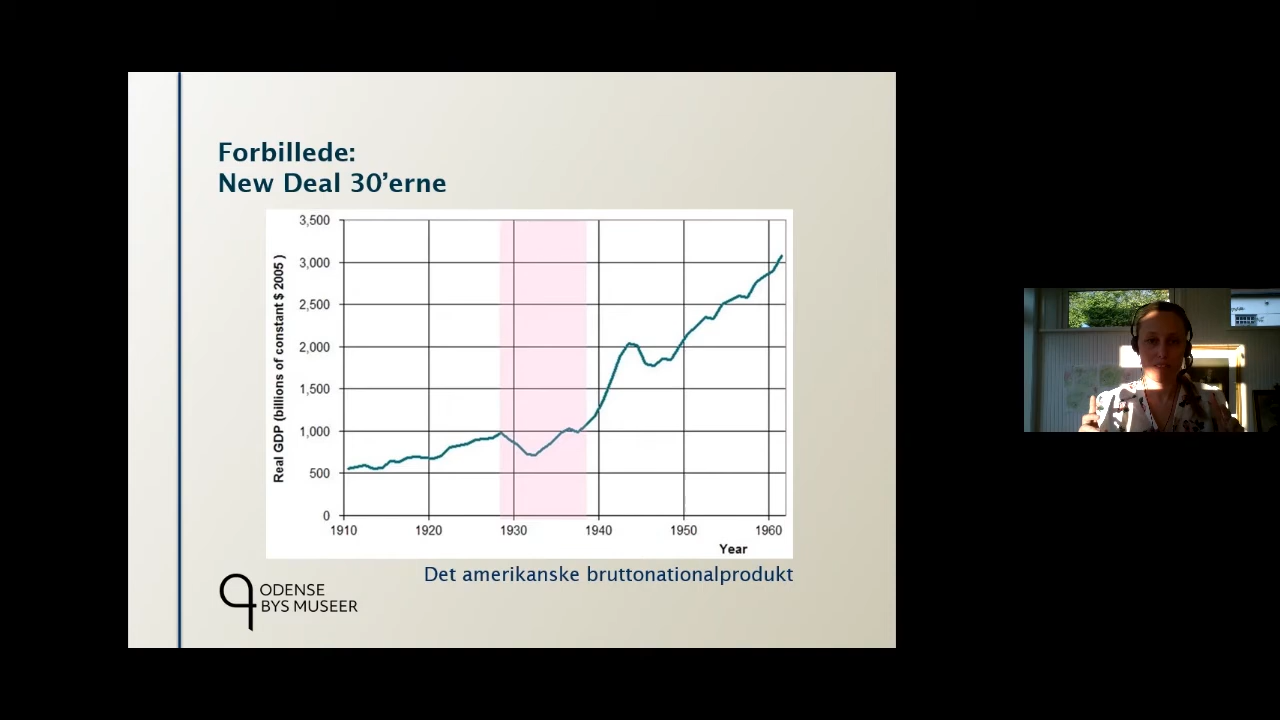 Forbillede:
New Deal 30’erne
3,500
3,000
2,500
2,000
1,500
1,000
500
0
Real GDP (billions of constant $ 2005 )
1910
1920
1930
1940
1950
1960
Year
Det amerikanske bruttonationalprodukt
ODENSE
BYS MUSEER